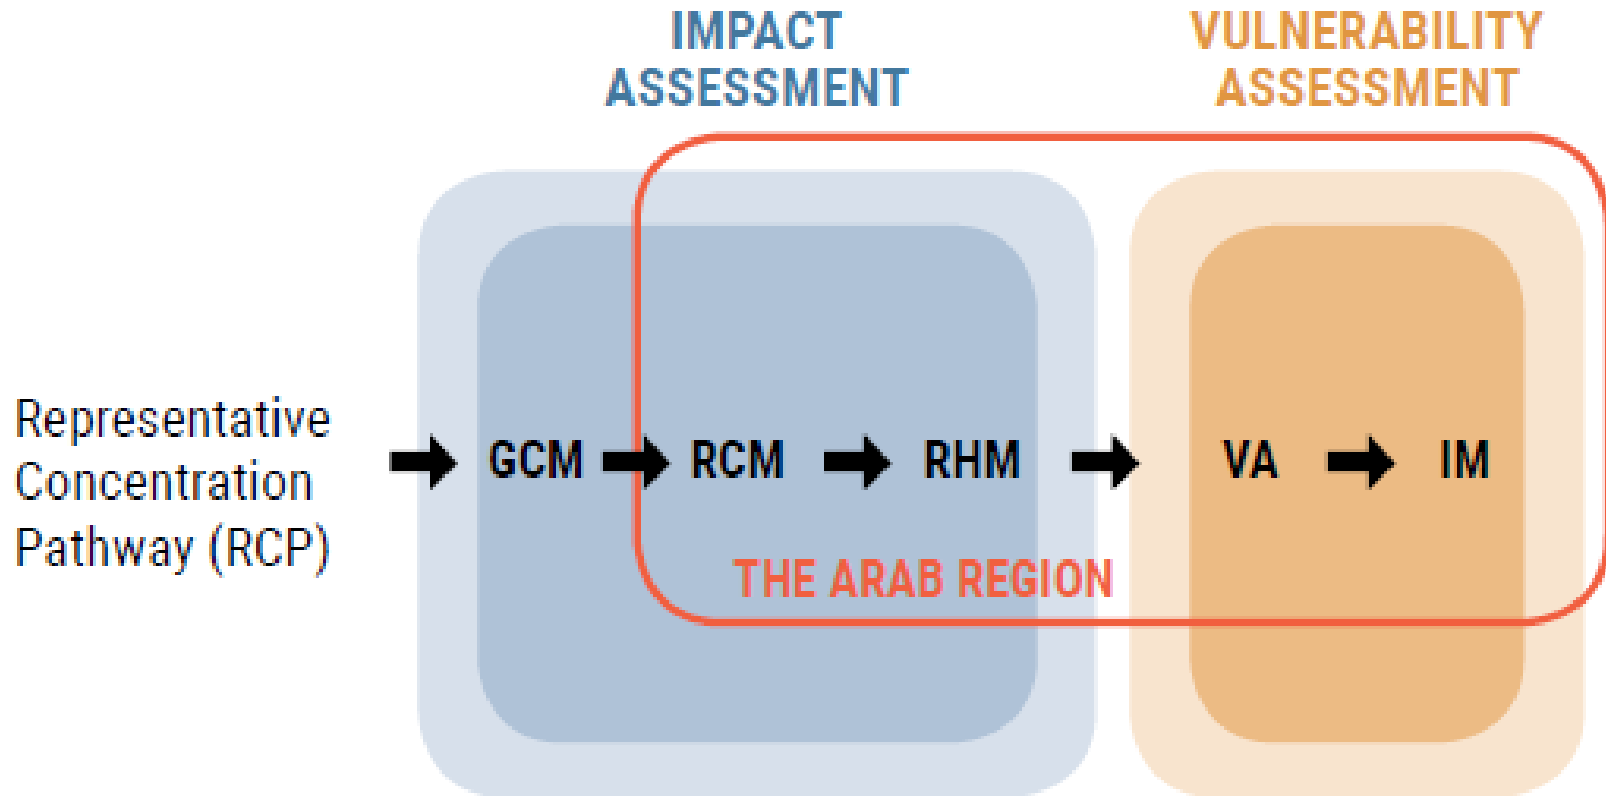 IMPACT
ASSESSMENT
VULNERABILITY
ASSESSMENT
Representative
Concentration
Pathway (RCP)
GCM
RCM
RHM
VA
IM
THE ARAB REGION